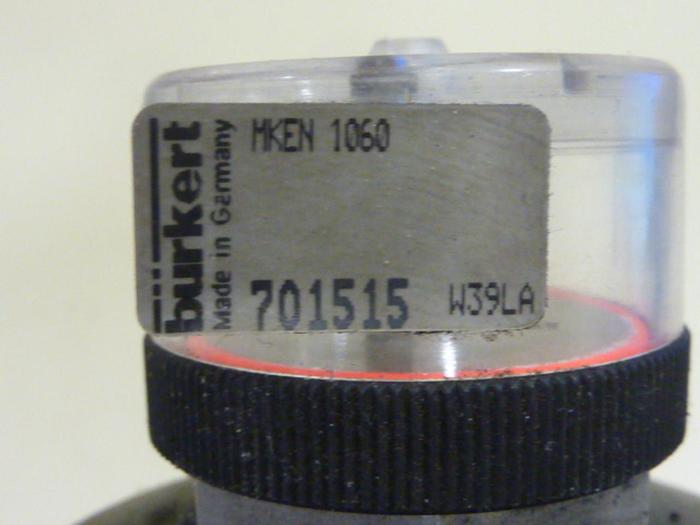 bürkert
Made in Germany
MKEN 1060
701515 W39LA